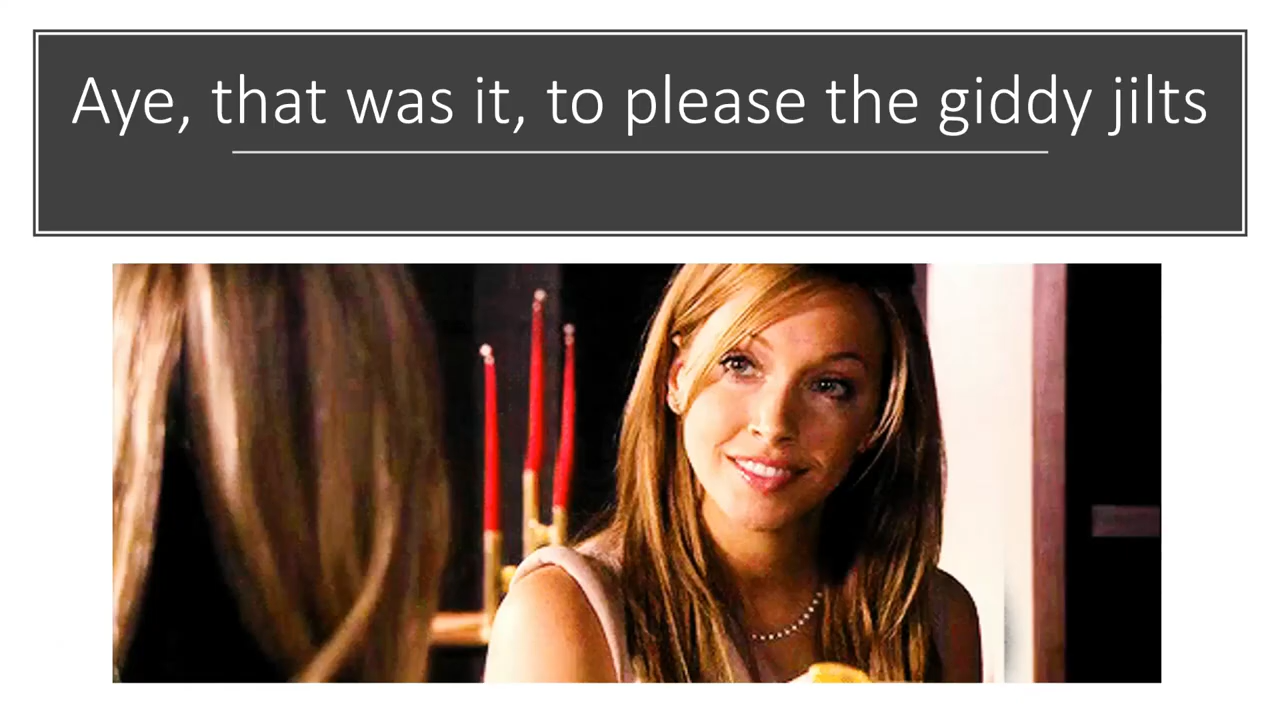 Aye, that was it, to please the giddy jilts